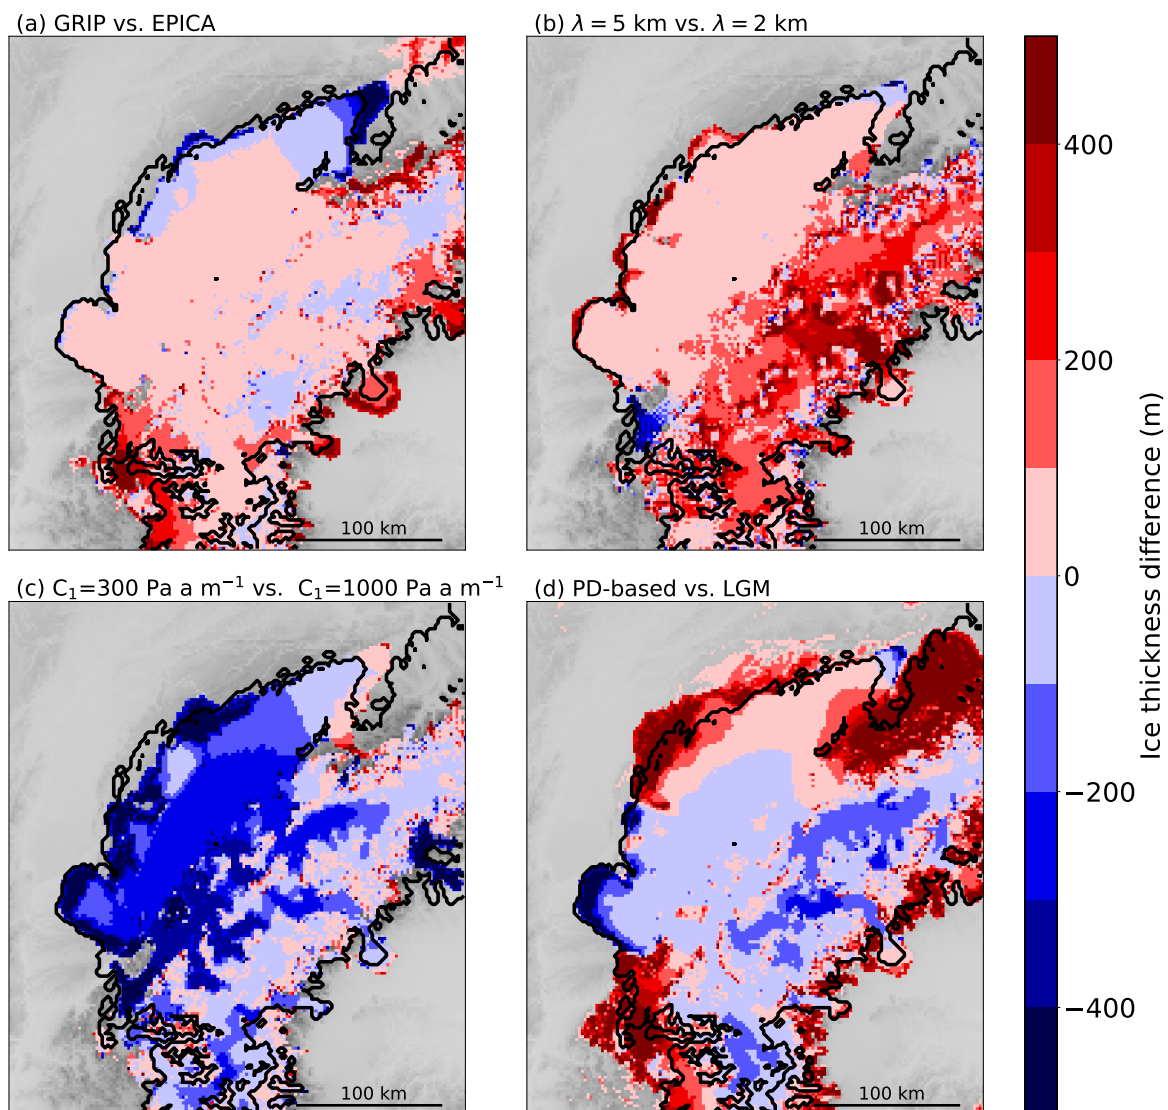 (a) GRIP vs. EPICA
(b) λ = 5 km vs. λ = 2 km
100 km
100 km
(c) C₁=300 Pa a m⁻¹ vs. C₁=1000 Pa a m⁻¹
(d) PD-based vs. LGM
100 km
100 km
400
200
0
−200
−400
Ice thickness difference (m)